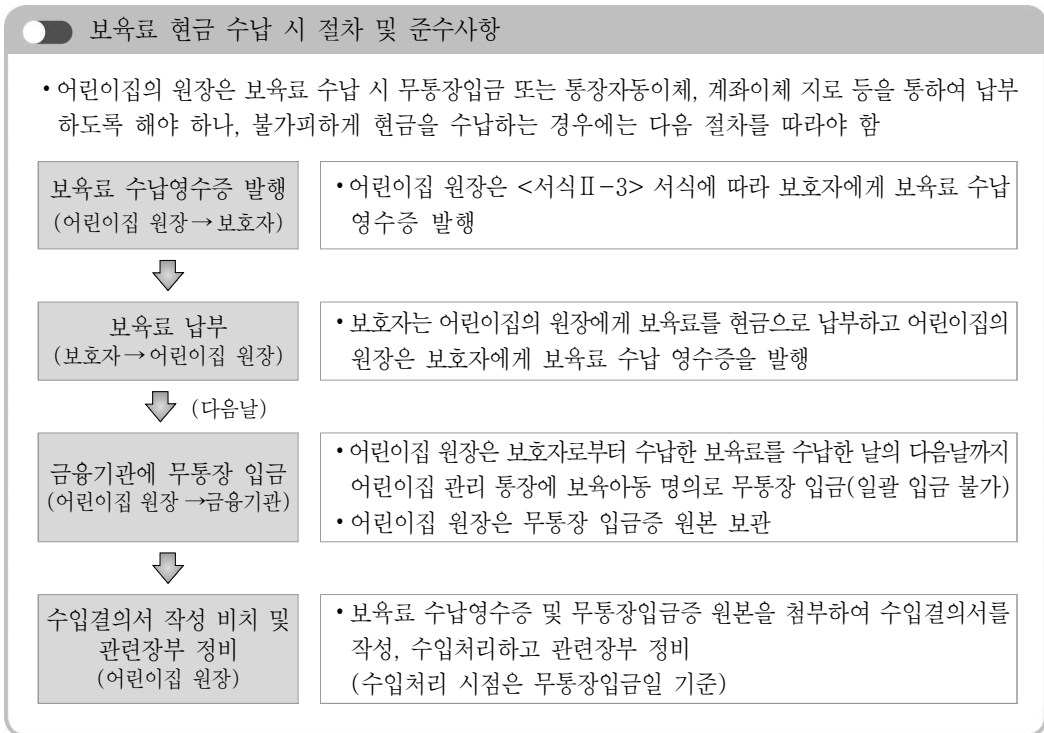 보육료 현금 수납 시 절차 및 준수사항
• 어린이집의 원장은 보육료 수납 시 무통장입금 또는 통장자동이체, 계좌이체 지로 등을 통하여 납부
하도록 해야 하나, 불가피하게 현금을 수납하는 경우에는 다음 절차를 따라야 함
보육료 수납영수증 발행
(어린이집 원장→보호자)
• 어린이집 원장은 <서식Ⅱ-3> 서식에 따라 보호자에게 보육료 수납
영수증 발행
보육료 납부
(보호자→어린이집 원장)
• 보호자는 어린이집의 원장에게 보육료를 현금으로 납부하고 어린이집의
원장은 보호자에게 보육료 수납 영수증을 발행
(다음날)
금융기관에 무통장 입금
(어린이집 원장→금융기관)
• 어린이집 원장은 보호자로부터 수납한 보육료를 수납한 날의 다음날까지
어린이집 관리 통장에 보육아동 명의로 무통장 입금(일괄 입금 불가)
• 어린이집 원장은 무통장 입금증 원본 보관
수입결의서 작성 비치 및
관련장부 정비
(어린이집 원장)
• 보육료 수납영수증 및 무통장입금증 원본을 첨부하여 수입결의서를
작성, 수입처리하고 관련장부 정비
(수입처리 시점은 무통장입금일 기준)